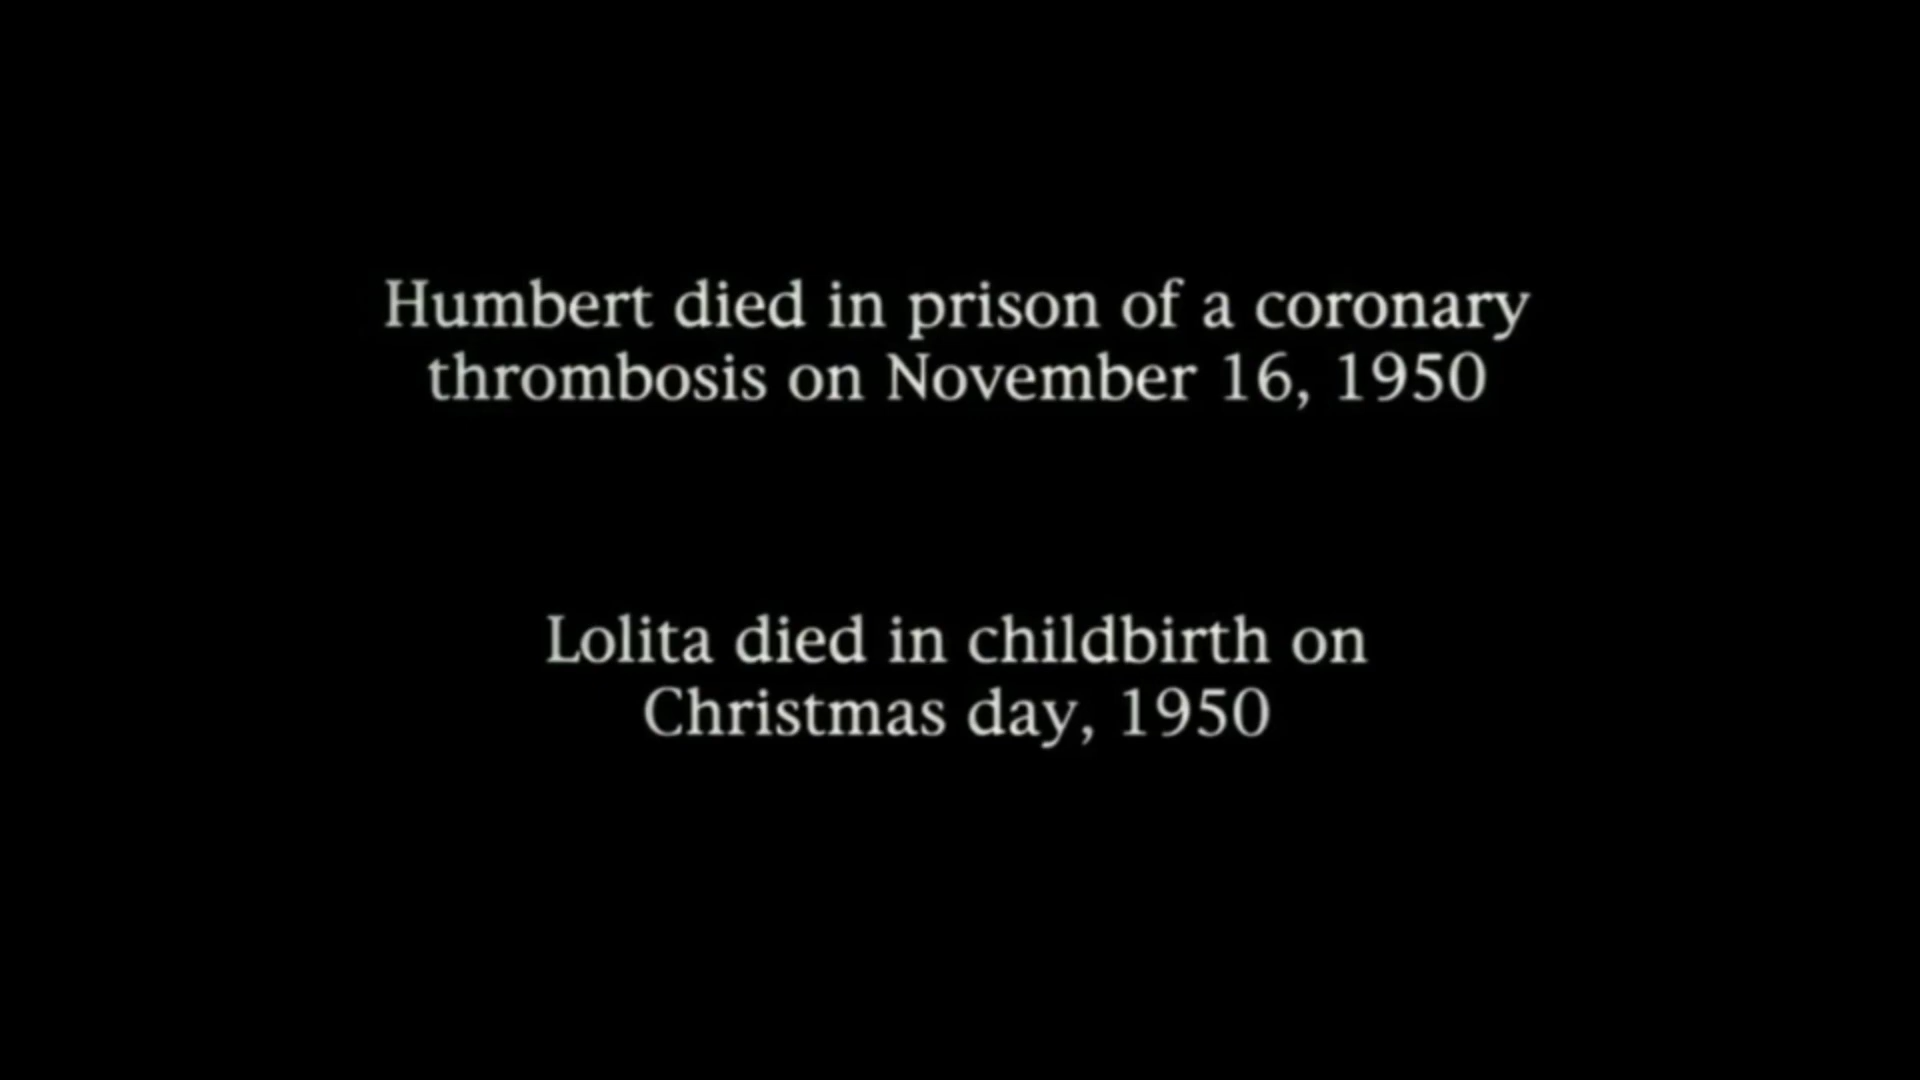 Humbert died in prison of a coronary
thrombosis on November 16, 1950
Lolita died in childbirth on
Christmas day, 1950